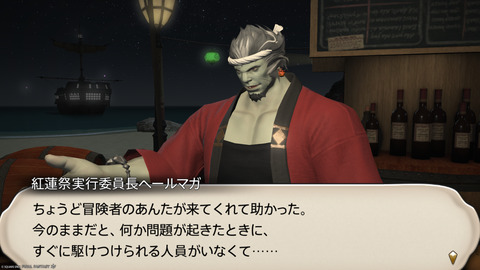 紅蓮祭実行委員長ヘールマガ
ちょうど冒険者のあんたが来てくれて助かった。
今のままだと、何か問題が起きたときに、
すぐに駆けつけられる人員がいなくて……